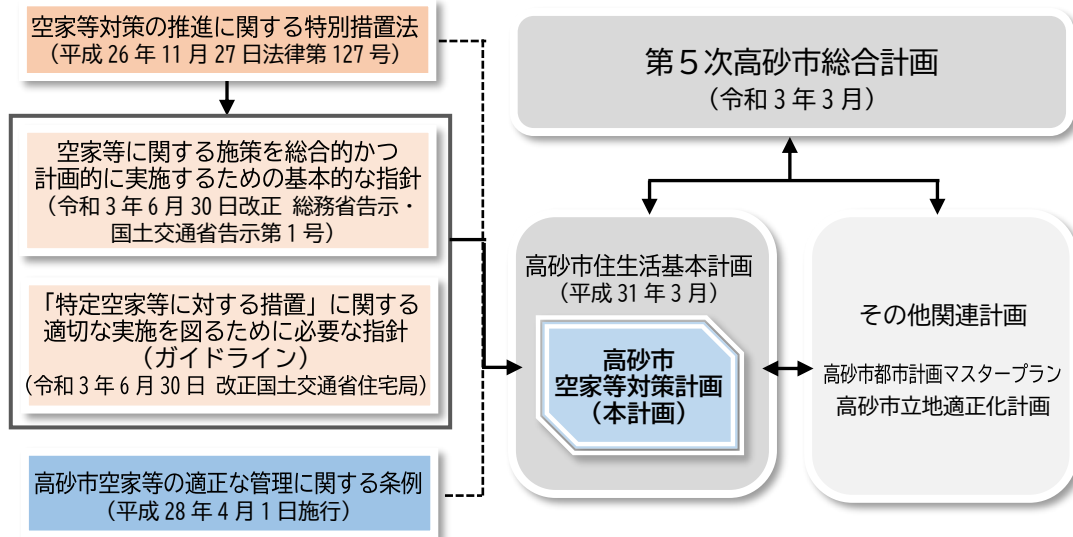 空家等対策の推進に関する特別措置法
（平成 26 年 11 月 27 日法律第 127 号）
空家等に関する施策を総合的かつ
計画的に実施するための基本的な指針
（令和 3 年 6 月 30 日改正 総務省告示・
国土交通省告示第 1 号）
「特定空家等に対する措置」に関する
適切な実施を図るために必要な指針
（ガイドライン）
（令和 3 年 6 月 30 日 改正国土交通省住宅局）
高砂市空家等の適正な管理に関する条例
（平成 28 年 4 月 1 日施行）
第５次高砂市総合計画
（令和 3 年 3 月）
高砂市住生活基本計画
（平成 31 年 3 月）
高砂市
空家等対策計画
（本計画）
その他関連計画
高砂市都市計画マスタープラン
高砂市立地適正化計画